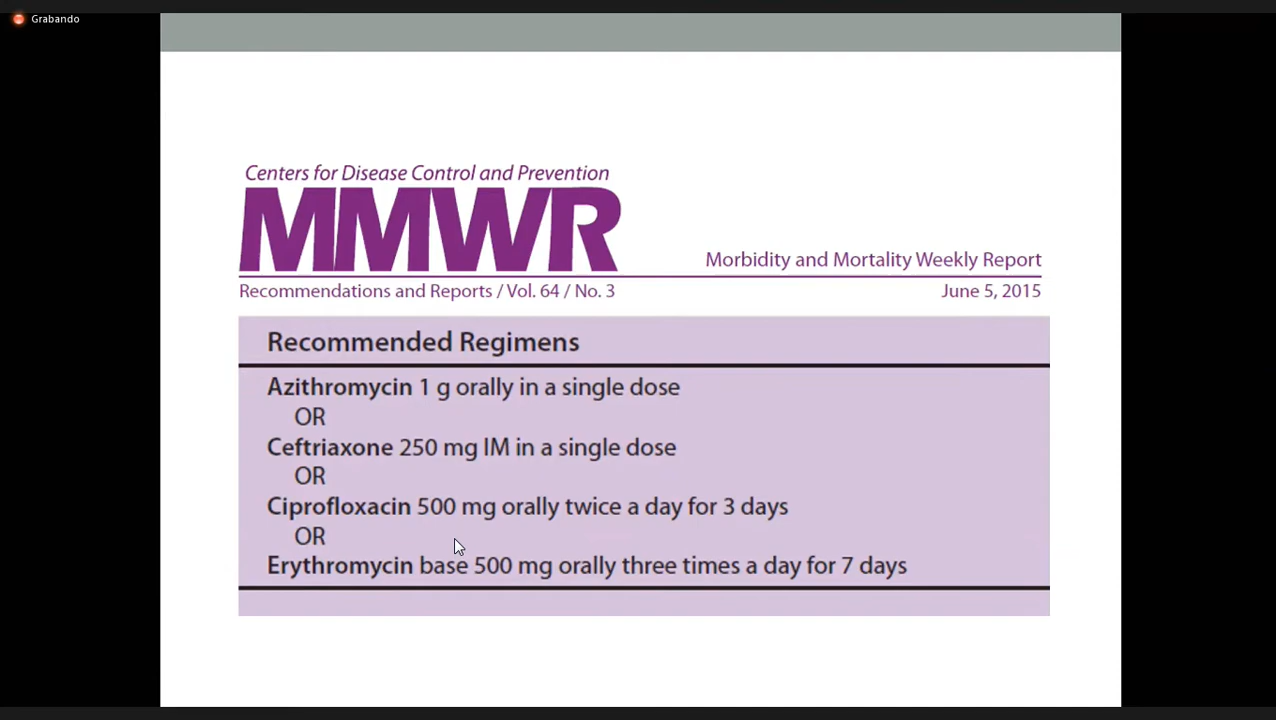 Grabando
Centers for Disease Control and Prevention
MMWR
Morbidity and Mortality Weekly Report
Recommendations and Reports / Vol. 64 / No. 3
June 5, 2015
Recommended Regimens
Azithromycin 1 g orally in a single dose
OR
Ceftriaxone 250 mg IM in a single dose
OR
Ciprofloxacin 500 mg orally twice a day for 3 days
OR
Erythromycin base 500 mg orally three times a day for 7 days